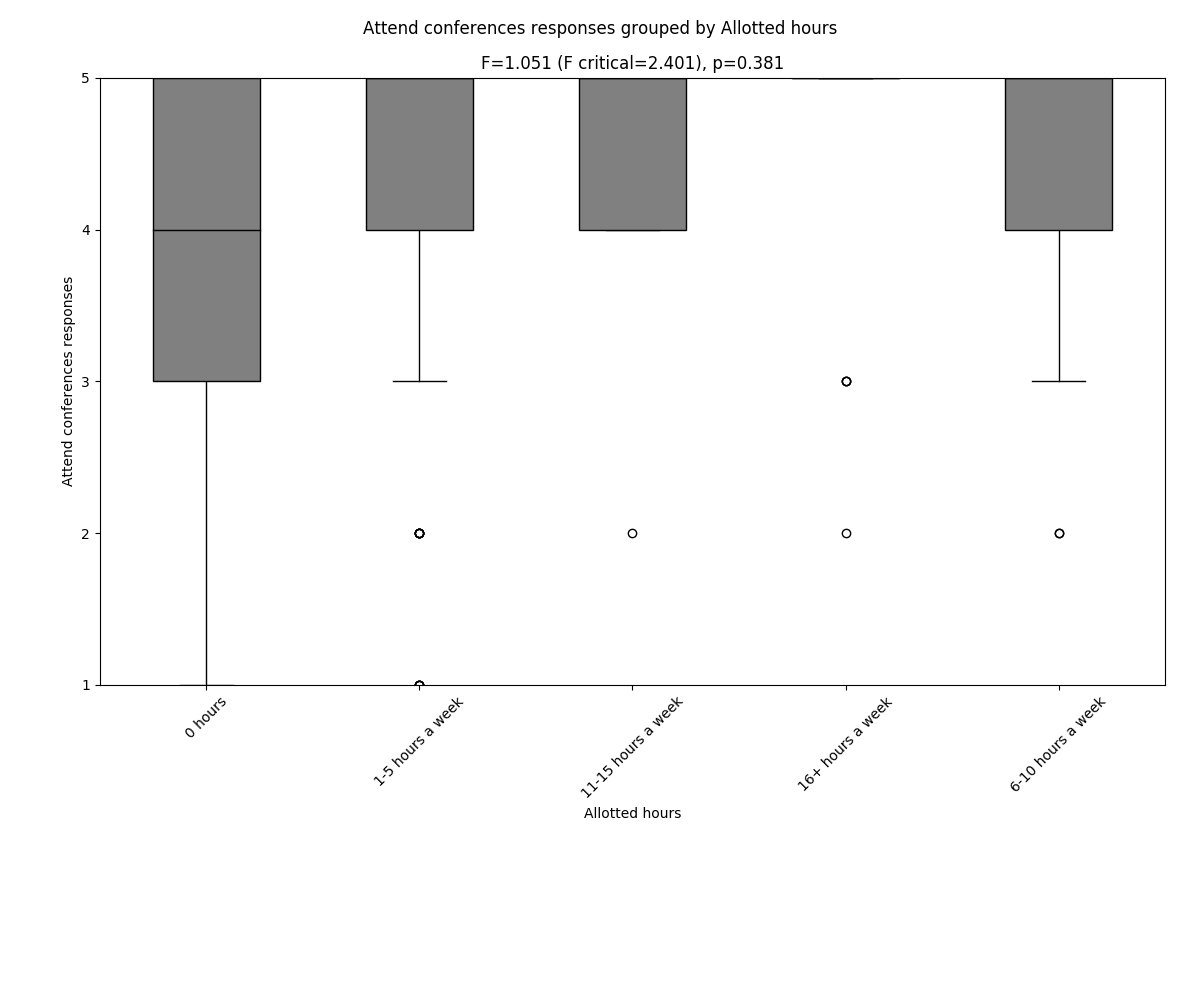 Attend conferences responses grouped by Allotted hours
F=1.051 (F critical=2.401), p=0.381
5
4
3
2
1
Attend conferences responses
0 hours
1-5 hours a week
11-15 hours a week
16+ hours a week
6-10 hours a week
Allotted hours